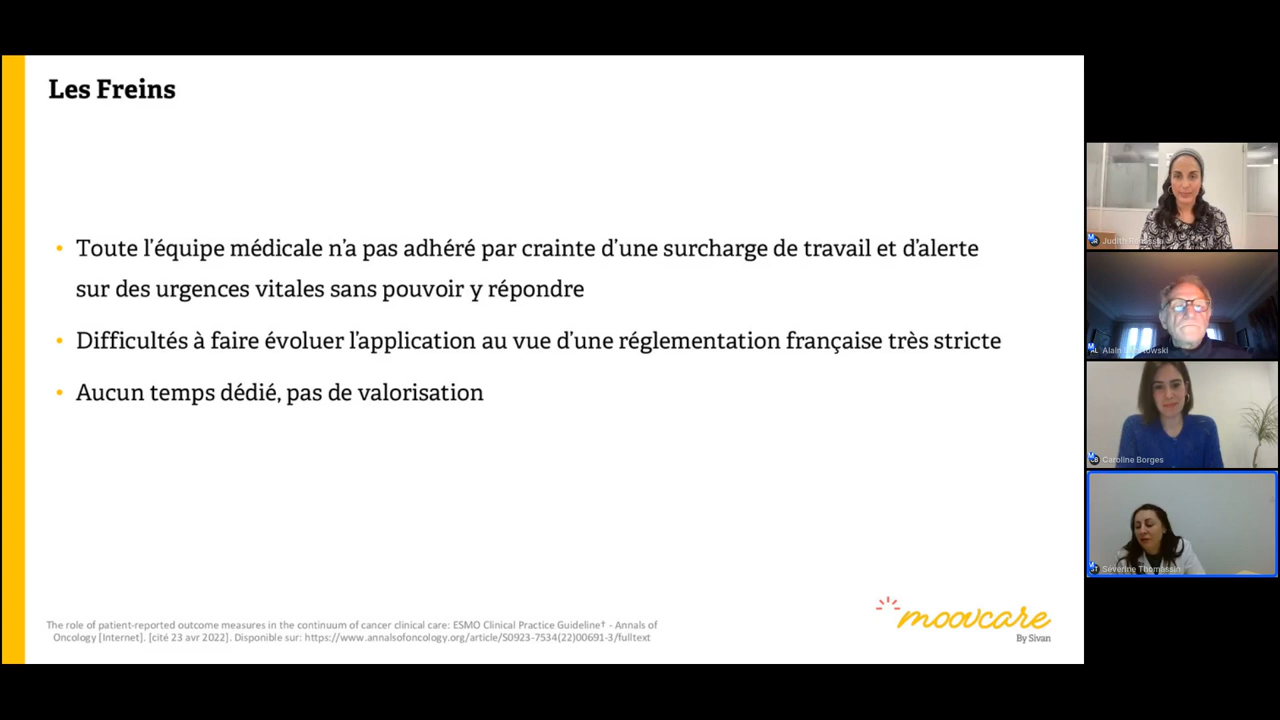 Les Freins
• Toute l'équipe médicale n'a pas adhéré par crainte d'une surcharge de travail et d'alerte
sur des urgences vitales sans pouvoir y répondre
• Difficultés à faire évoluer l'application au vue d'une réglementation française très stricte
• Aucun temps dédié, pas de valorisation
The role of patient-reported outcome measures in the continuum of cancer clinical care: ESMO Clinical Practice Guideline† - Annals of
Oncology [Internet]. [cité 23 avr 2022]. Disponible sur: https://www.annalsofoncology.org/article/S0923-7534(22)00691-3/fulltext
moovcare
By Sivan
Judith
Alain
Caroline Borges
Séverine Thomassin